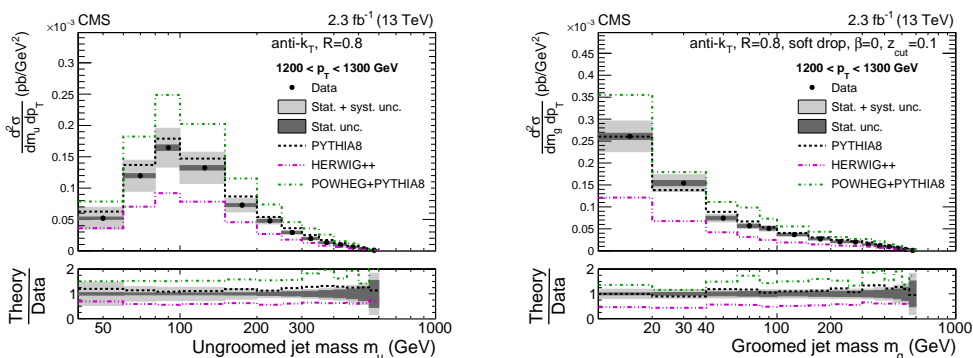 ×10⁻³ CMS 2.3 fb⁻¹ (13 TeV)
anti-k_T, R=0.8
1200 < p_T < 1300 GeV
Data
Stat. + syst. unc.
Stat. unc.
PYTHIA8
HERWIG++
POWHEG+PYTHIA8
d²σ
dm_u dp_T
(pb/GeV²)
0.3
0.25
0.2
0.15
0.1
0.05
0
Theory
Data
2
1
0
50 100 200 300 1000
Ungroomed jet mass m_u (GeV)
×10⁻³ CMS 2.3 fb⁻¹ (13 TeV)
anti-k_T, R=0.8, soft drop, β=0, z_cut=0.1
1200 < p_T < 1300 GeV
Data
Stat. + syst. unc.
Stat. unc.
PYTHIA8
HERWIG++
POWHEG+PYTHIA8
d²σ
dm_g dp_T
(pb/GeV²)
0.5
0.45
0.4
0.35
0.3
0.25
0.2
0.15
0.1
0.05
0
Theory
Data
2
1
0
20 30 40 100 200 1000
Groomed jet mass m_g (GeV)